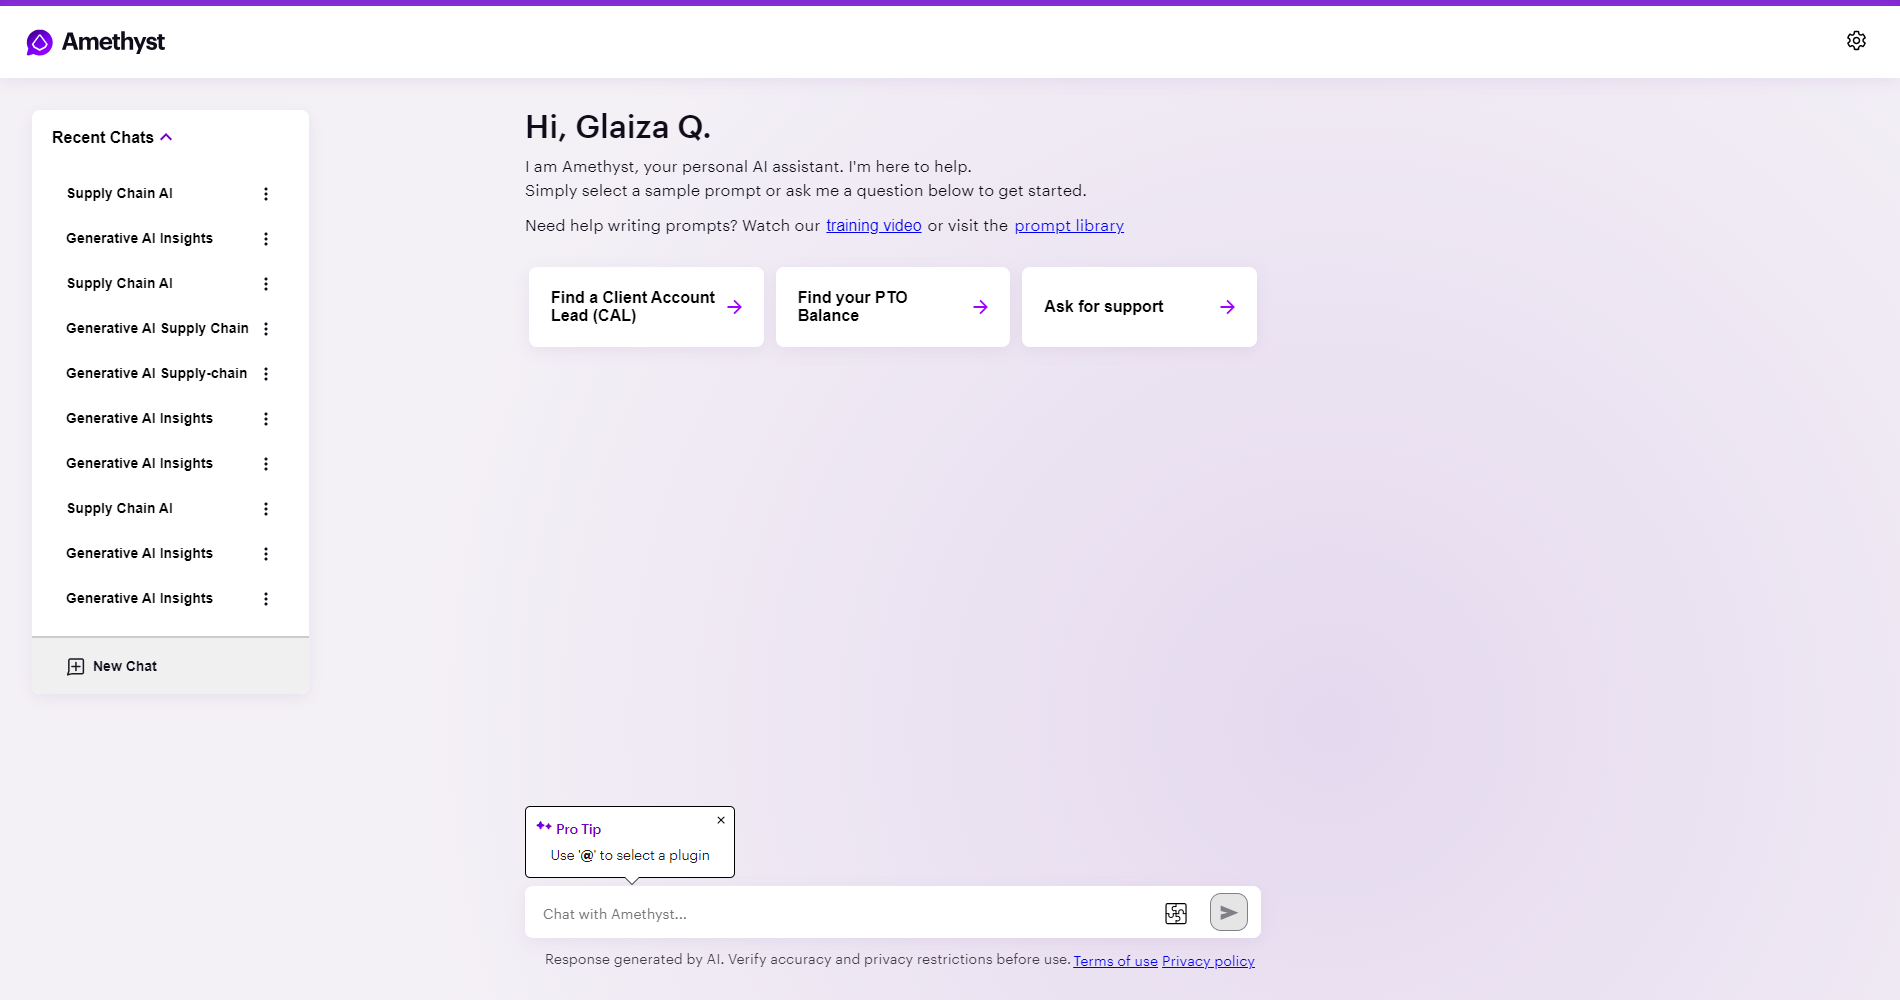 Amethyst
Recent Chats
Supply Chain AI
Generative AI Insights
Supply Chain AI
Generative AI Supply Chain
Generative AI Supply-chain
Generative AI Insights
Generative AI Insights
Supply Chain AI
Generative AI Insights
Generative AI Insights
New Chat
Hi, Glaiza Q.
I am Amethyst, your personal AI assistant. I'm here to help.
Simply select a sample prompt or ask me a question below to get started.
Need help writing prompts? Watch our training video or visit the prompt library
Find a Client Account
Lead (CAL)
Find your PTO
Balance
Ask for support
Pro Tip
Use '@' to select a plugin
Chat with Amethyst...
Response generated by AI. Verify accuracy and privacy restrictions before use. Terms of use Privacy policy